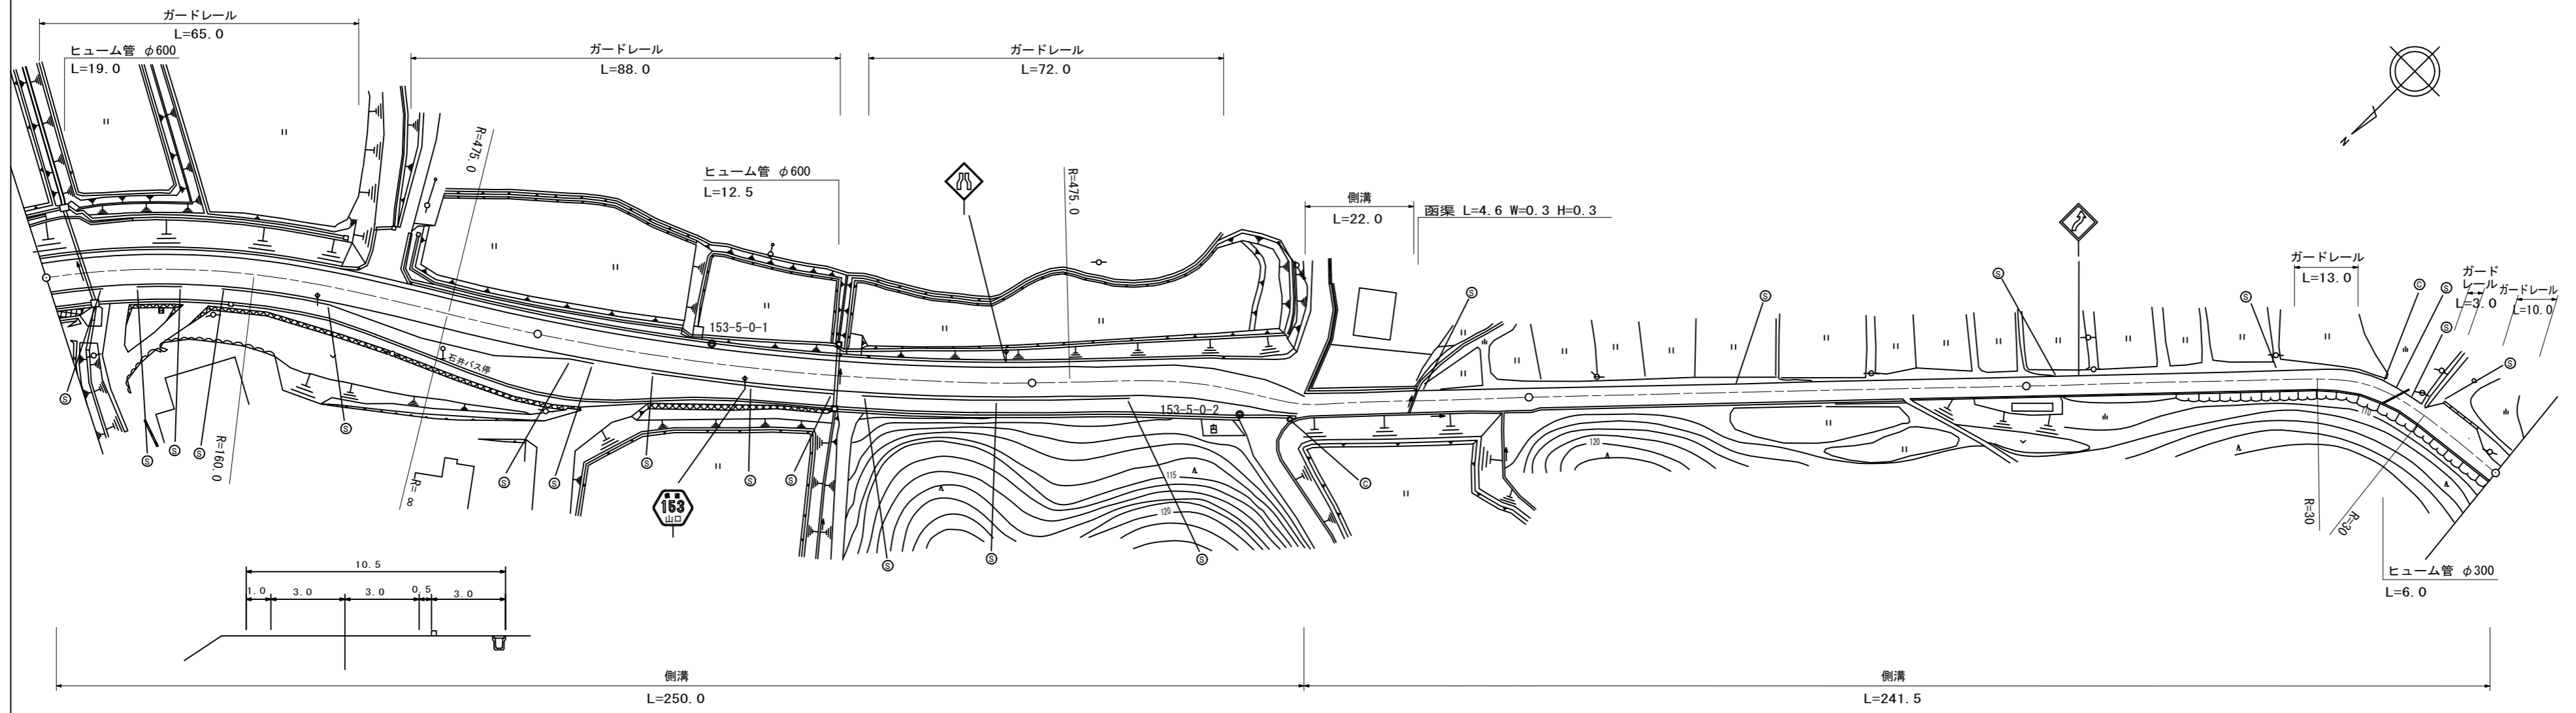 ガードレール
L=65.0
ヒューム管 φ600
L=19.0
ガードレール
L=88.0
ガードレール
L=72.0
R=475.0
ヒューム管 φ600
L=12.5
R=475.0
側溝
L=22.0
函渠 L=4.6 W=0.3 H=0.3
N
ガードレール
L=13.0
ガード
レール
L=3.0
ガードレール
L=10.0
153-5-0-1
石井バス停
153-5-0-2
R=160.0
R=∞
153
山口
115
120
120
110
R=30
R=30
S
S
S
S
S
S
S
S
S
S
S
S
S
C
S
S
S
S
C
S
S
S
ヒューム管 φ300
L=6.0
10.5
1.0
3.0
3.0
0.5
3.0
側溝
L=250.0
側溝
L=241.5